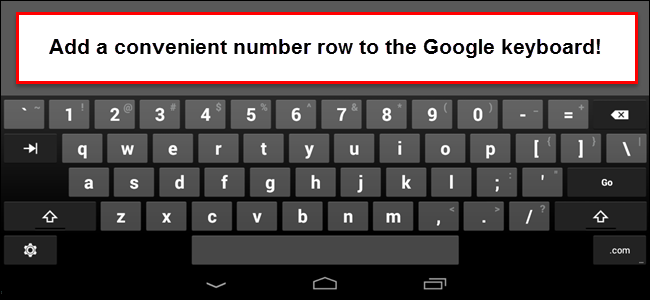 Add a convenient number row to the Google keyboard!
` ~ 1 ! 2 @ 3 # 4 $ 5 % 6 ^ 7 & 8 * 9 ( 0 ) - _ = +
q w e r t y u i o p [ { ] } \ |
a s d f g h j k l ; : ' " Go
z x c v b n m , < . > / ?
.com